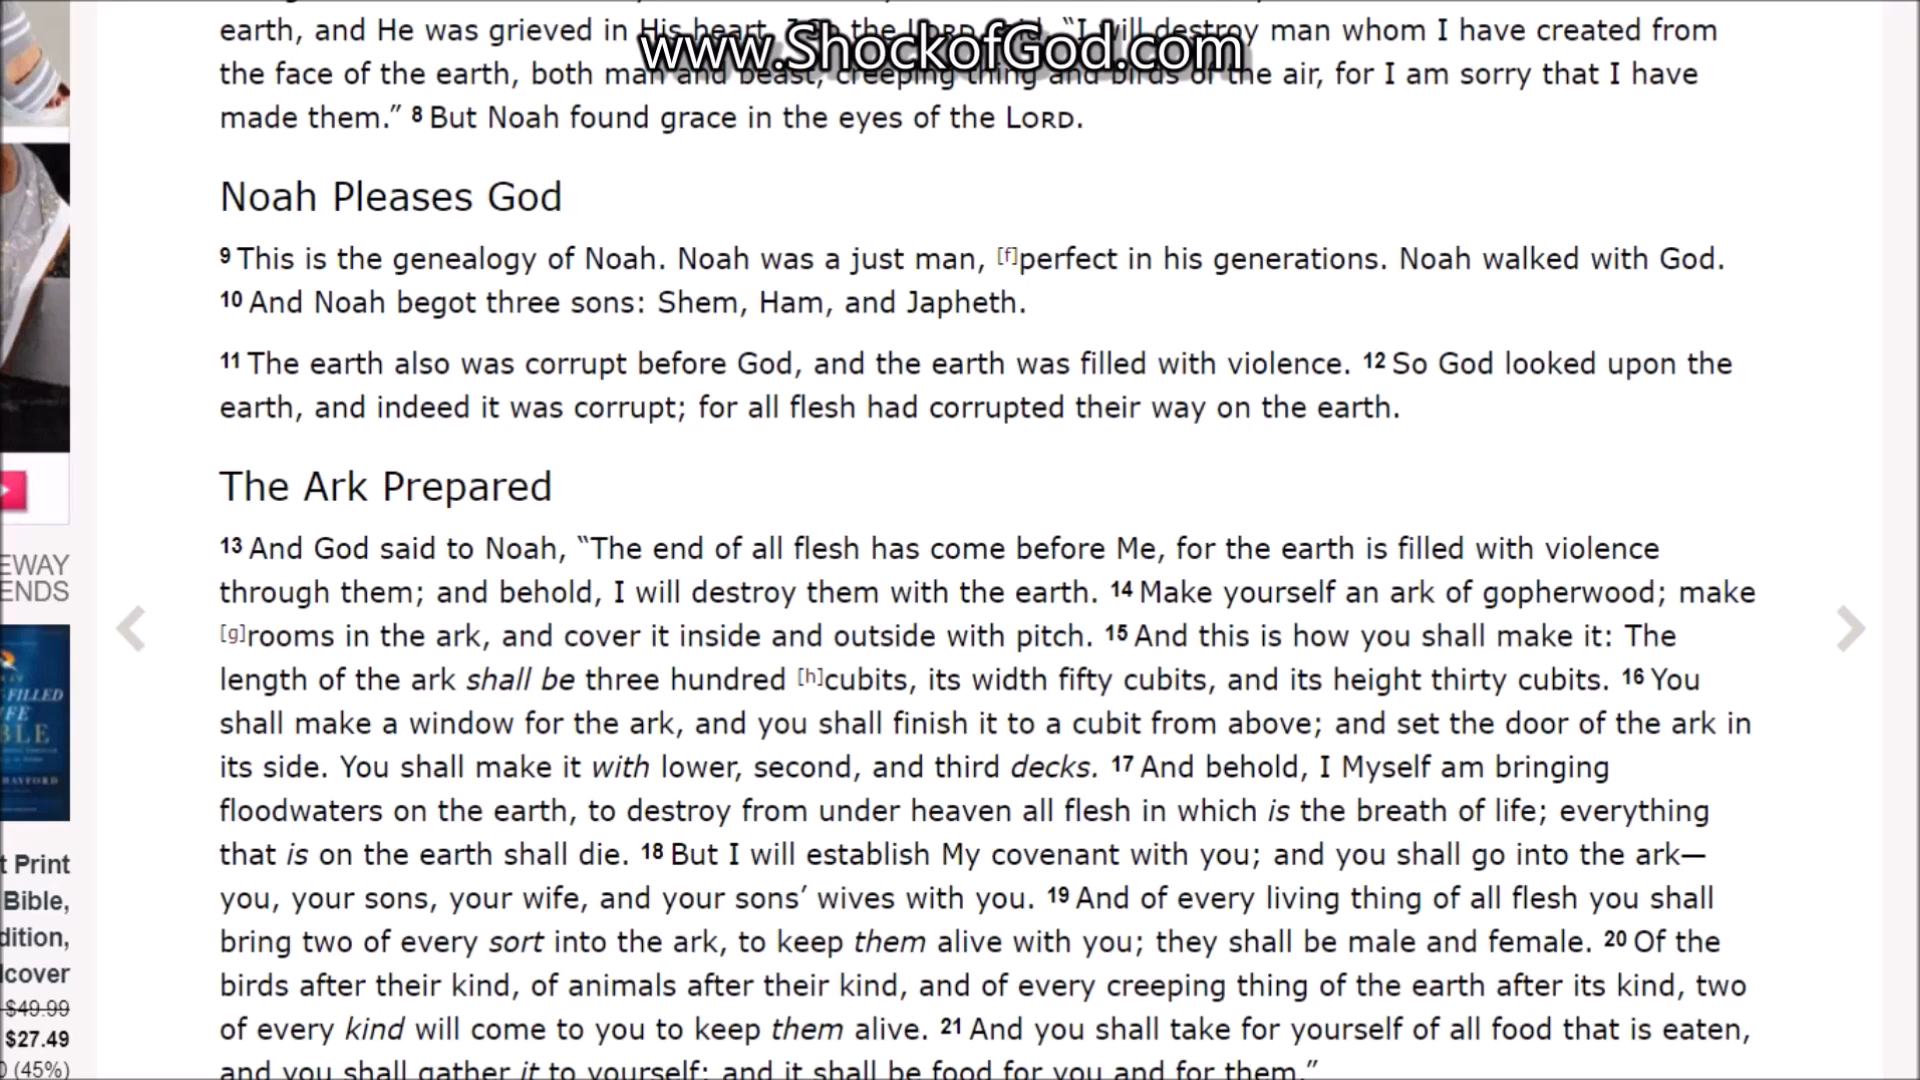 earth, and He was grieved in His heart. the LORD "I will destroy man whom I have created from
www.ShockofGod.com
the face of the earth, both man and beast, creeping thing and birds of the air, for I am sorry that I have
made them.” 8 But Noah found grace in the eyes of the LORD.
Noah Pleases God
9 This is the genealogy of Noah. Noah was a just man, [f]perfect in his generations. Noah walked with God.
10 And Noah begot three sons: Shem, Ham, and Japheth.
11 The earth also was corrupt before God, and the earth was filled with violence. 12 So God looked upon the
earth, and indeed it was corrupt; for all flesh had corrupted their way on the earth.
The Ark Prepared
13 And God said to Noah, “The end of all flesh has come before Me, for the earth is filled with violence
through them; and behold, I will destroy them with the earth. 14 Make yourself an ark of gopherwood; make
[g]rooms in the ark, and cover it inside and outside with pitch. 15 And this is how you shall make it: The
length of the ark shall be three hundred [h]cubits, its width fifty cubits, and its height thirty cubits. 16 You
shall make a window for the ark, and you shall finish it to a cubit from above; and set the door of the ark in
its side. You shall make it with lower, second, and third decks. 17 And behold, I Myself am bringing
floodwaters on the earth, to destroy from under heaven all flesh in which is the breath of life; everything
that is on the earth shall die. 18 But I will establish My covenant with you; and you shall go into the ark—
you, your sons, your wife, and your sons’ wives with you. 19 And of every living thing of all flesh you shall
bring two of every sort into the ark, to keep them alive with you; they shall be male and female. 20 Of the
birds after their kind, of animals after their kind, and of every creeping thing of the earth after its kind, two
of every kind will come to you to keep them alive. 21 And you shall take for yourself of all food that is eaten,
and you shall gather it to yourself; and it shall be food for you and for them.”
EWAY
ENDS
-FILLED
IFE
BLE
HAYFORD
t Print
Bible,
dition,
dcover
$49.99
$27.49
0 (45%)